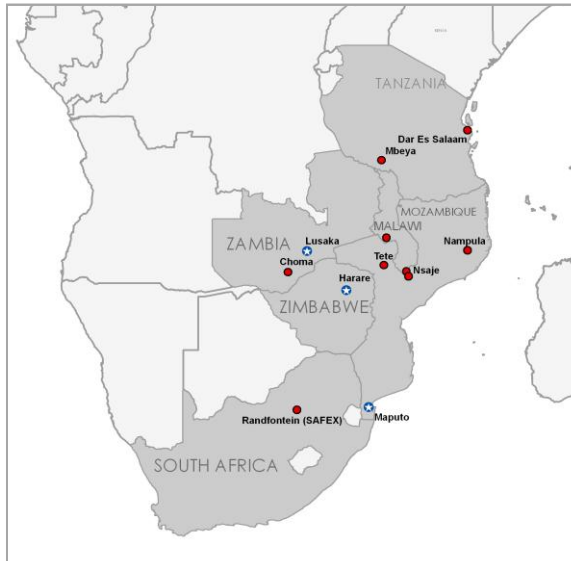 TANZANIA
Dar Es Salaam
Mbeya
MOZAMBIQUE
MALAWI
ZAMBIA
Lusaka
Nampula
Choma
Tete
Nsaje
Harare
ZIMBABWE
Randfontein (SAFEX)
Maputo
SOUTH AFRICA